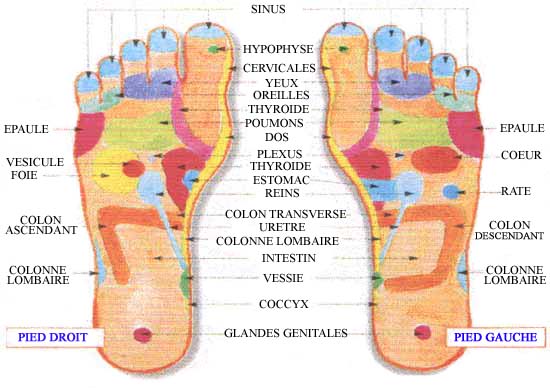 SINUS
HYPOPHYSE
CERVICALES
YEUX
OREILLES
THYROIDE
POUMONS
DOS
PLEXUS
THYROIDE
ESTOMAC
REINS
COLON TRANSVERSE
URETRE
COLONNE LOMBAIRE
INTESTIN
VESSIE
COCCYX
GLANDES GENITALES
EPAULE
VESICULE
FOIE
COLON
ASCENDANT
COLONNE
LOMBAIRE
PIED DROIT
EPAULE
COEUR
RATE
COLON
DESCENDANT
COLONNE
LOMBAIRE
PIED GAUCHE